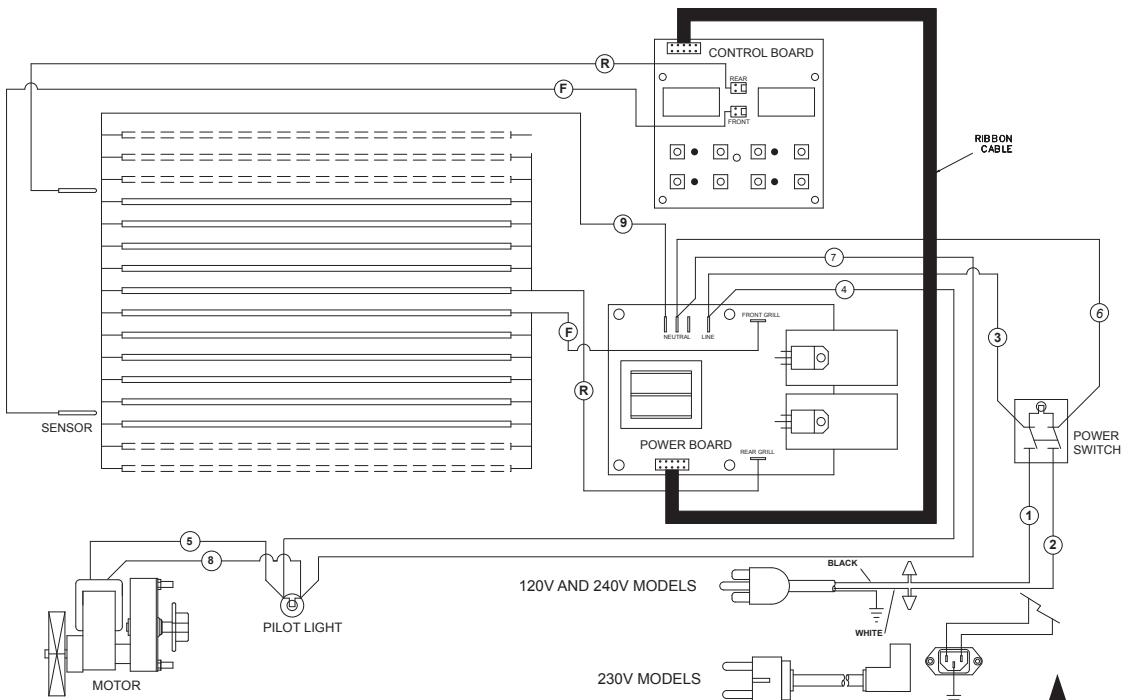 CONTROL BOARD
R
REAR
F
FRONT
RIBBON
CABLE
9
7
6
4
FRONT GRILL
F
NEUTRAL
LINE
3
R
SENSOR
POWER BOARD
REAR GRILL
POWER
SWITCH
1
2
5
8
BLACK
120V AND 240V MODELS
WHITE
PILOT LIGHT
230V MODELS
MOTOR